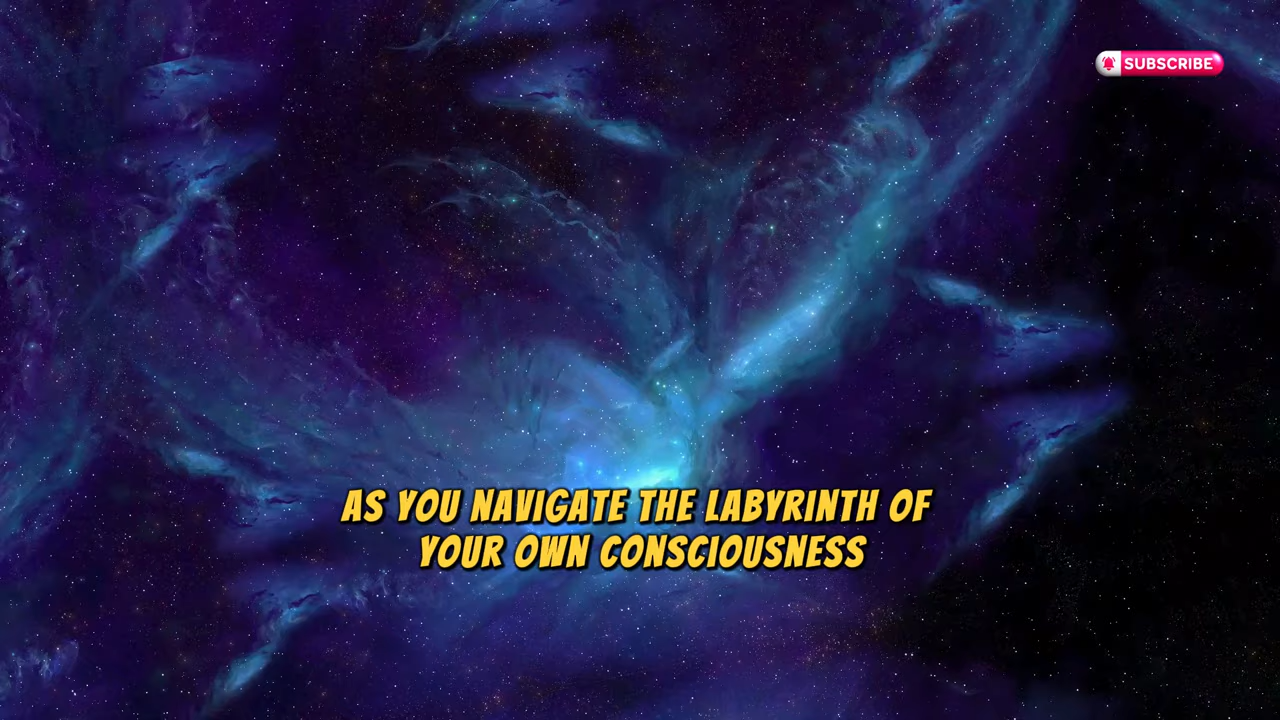 SUBSCRIBE
AS YOU NAVIGATE THE LABYRINTH OF
YOUR OWN CONSCIOUSNESS